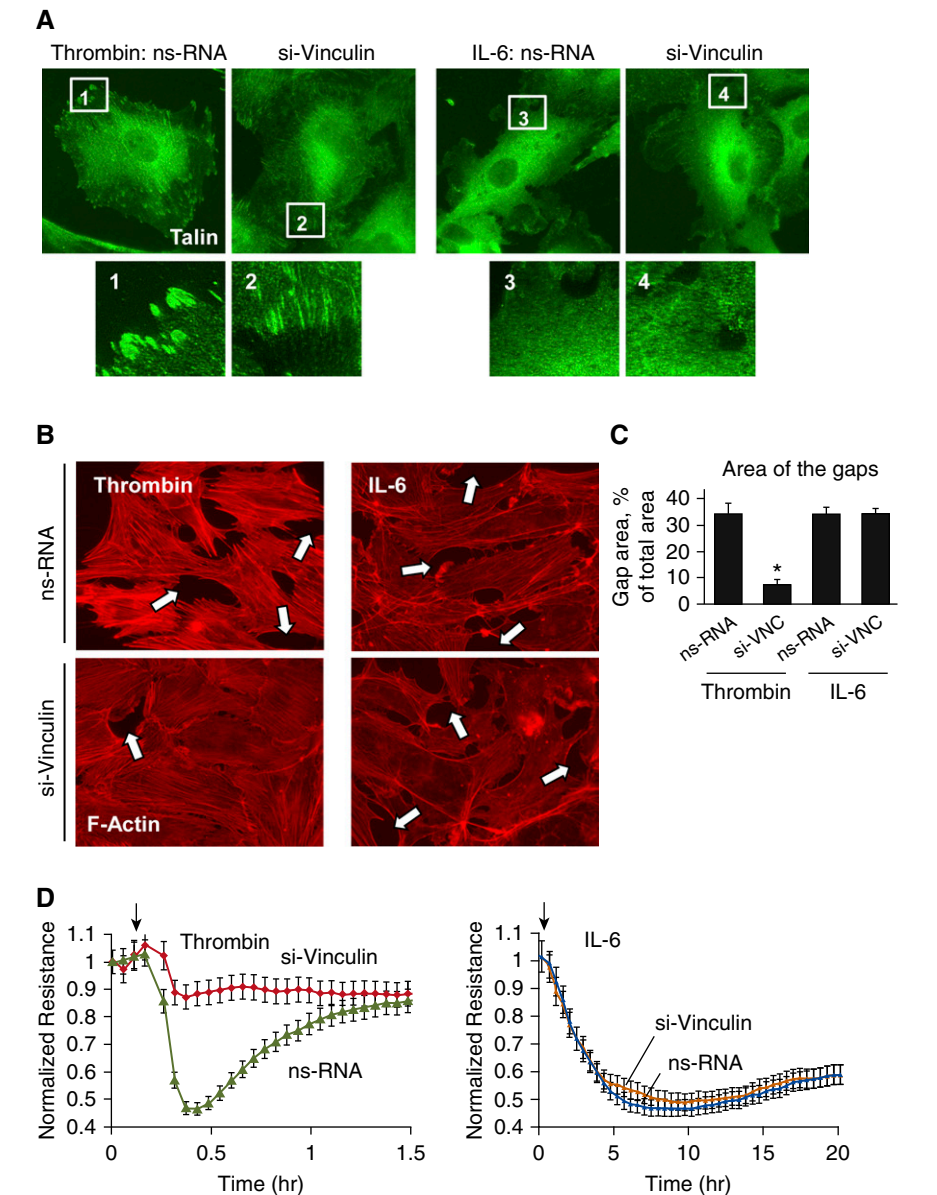 A
Thrombin: ns-RNA si-Vinculin IL-6: ns-RNA si-Vinculin
1 2 3 4
Talin
1 2 3 4
B
ns-RNA
Thrombin IL-6
si-Vinculin
F-Actin
C
Area of the gaps
Gap area, %
of total area
40
30
20
10
0
*
ns-RNA si-VNC ns-RNA si-VNC
Thrombin IL-6
D
Normalized Resistance
1.1
1
0.9
0.8
0.7
0.6
0.5
0.4
Thrombin
si-Vinculin
ns-RNA
0 0.5 1 1.5
Time (hr)
Normalized Resistance
1.1
1
0.9
0.8
0.7
0.6
0.5
0.4
IL-6
si-Vinculin
ns-RNA
0 5 10 15 20
Time (hr)